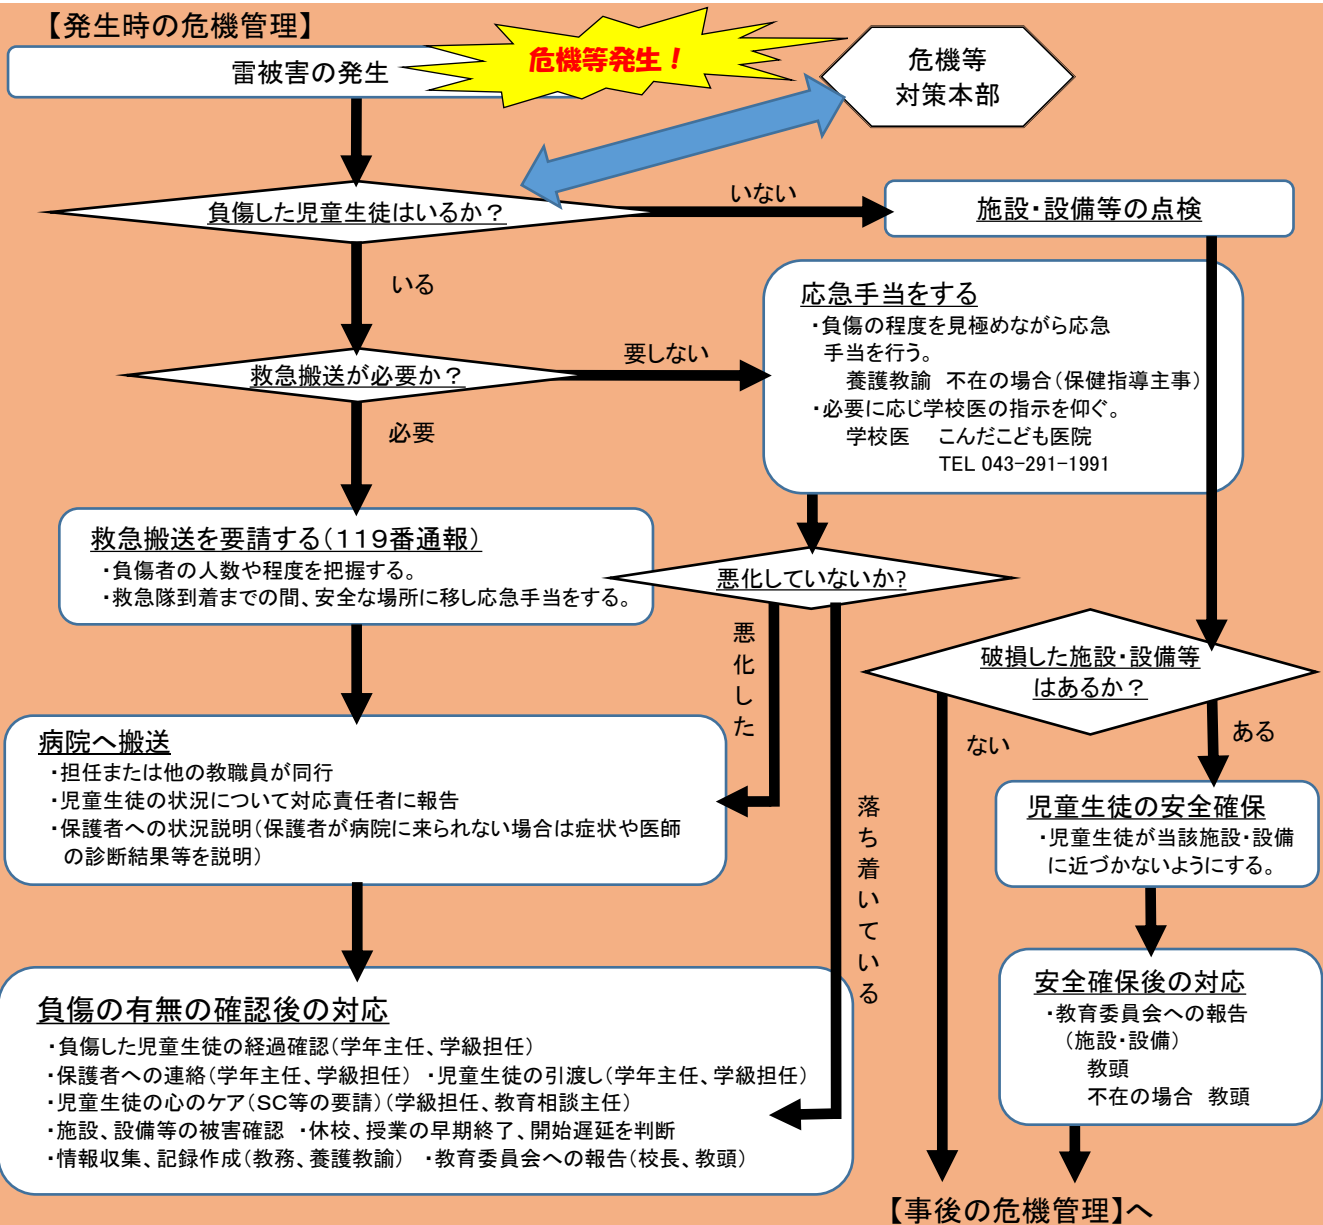 【発生時の危機管理】
危機等発生！
雷被害の発生
危機等
対策本部
負傷した児童生徒はいるか？
いない
施設・設備等の点検
いる
救急搬送が必要か？
要しない
応急手当をする
・負傷の程度を見極めながら応急
手当を行う。
養護教諭 不在の場合（保健指導主事）
・必要に応じ学校医の指示を仰ぐ。
学校医 こんだこども医院
TEL 043-291-1991
必要
救急搬送を要請する（119番通報）
・負傷者の人数や程度を把握する。
・救急隊到着までの間、安全な場所に移し応急手当をする。
悪化していないか？
悪化した
落ち着いている
破損した施設・設備等
はあるか？
ない
ある
病院へ搬送
・担任または他の教職員が同行
・児童生徒の状況について対応責任者に報告
・保護者への状況説明（保護者が病院に来られない場合は症状や医師
の診断結果等を説明）
児童生徒の安全確保
・児童生徒が当該施設・設備
に近づかないようにする。
安全確保後の対応
・教育委員会への報告
（施設・設備）
教頭
不在の場合 教頭
負傷の有無の確認後の対応
・負傷した児童生徒の経過確認（学年主任、学級担任）
・保護者への連絡（学年主任、学級担任） ・児童生徒の引渡し（学年主任、学級担任）
・児童生徒の心のケア（SC等の要請）（学級担任、教育相談主任）
・施設、設備等の被害確認 ・休校、授業の早期終了、開始遅延を判断
・情報収集、記録作成（教務、養護教諭） ・教育委員会への報告（校長、教頭）
【事後の危機管理】へ